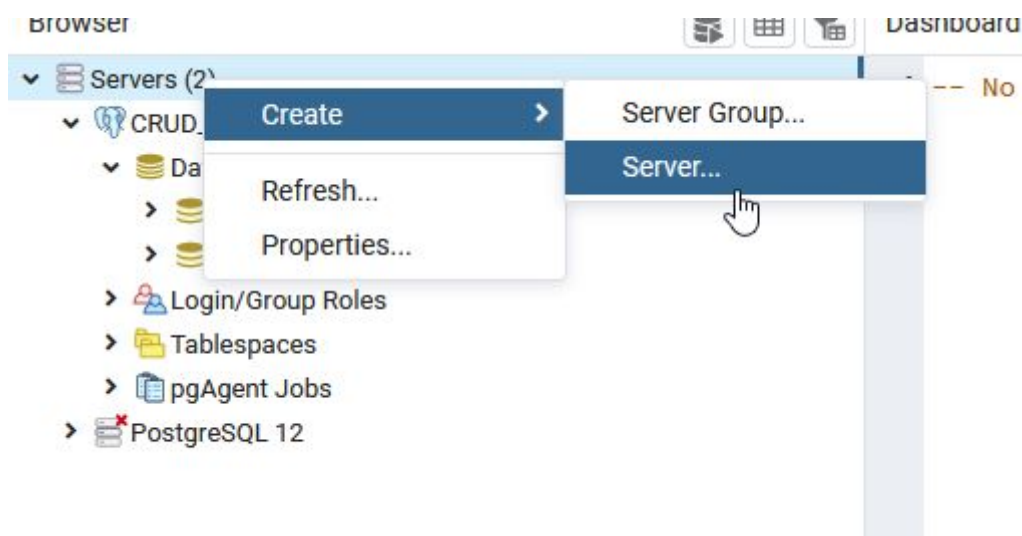 Browser
Dashboard
Servers (2)
-- No
Create
Server Group...
CRUD_
Server...
Da
Refresh...
Properties...
Login/Group Roles
Tablespaces
pgAgent Jobs
PostgreSQL 12